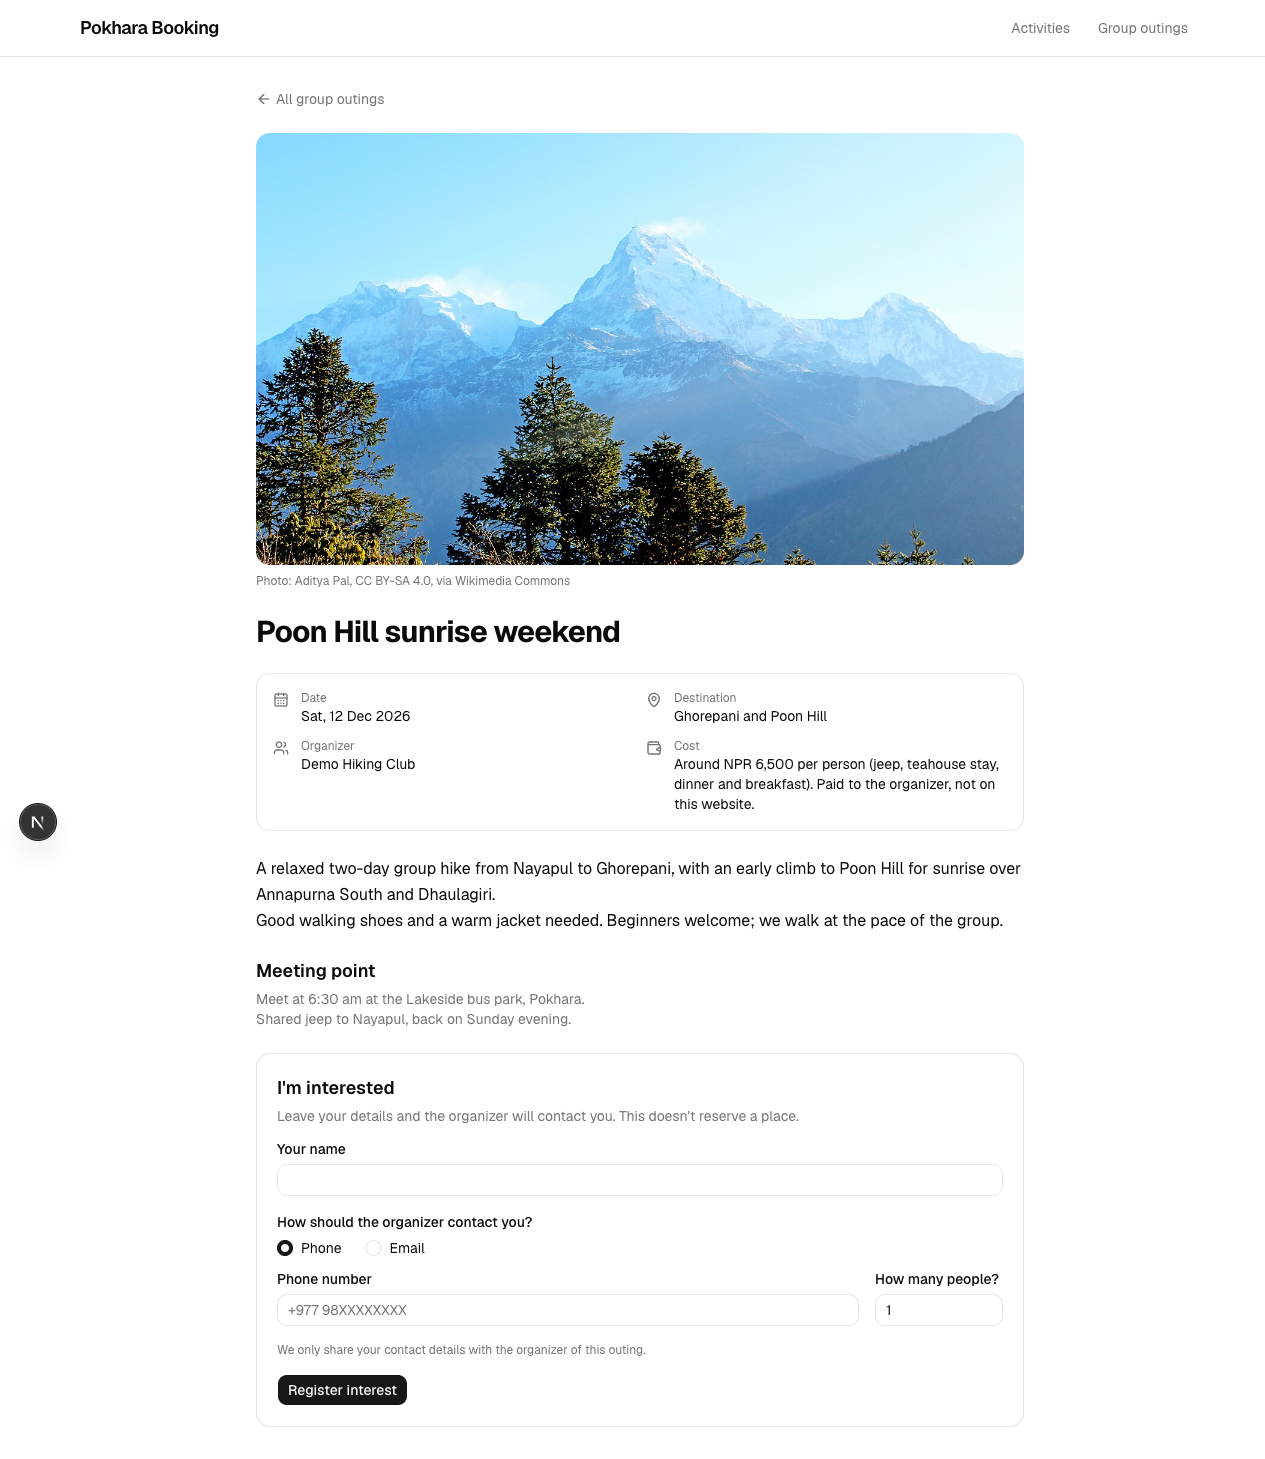 Pokhara Booking
Activities
Group outings
All group outings
Photo: Aditya Pal, CC BY-SA 4.0, via Wikimedia Commons
Poon Hill sunrise weekend
Date
Sat, 12 Dec 2026
Destination
Ghorepani and Poon Hill
Organizer
Demo Hiking Club
Cost
Around NPR 6,500 per person (jeep, teahouse stay,
dinner and breakfast). Paid to the organizer, not on
this website.
A relaxed two-day group hike from Nayapul to Ghorepani, with an early climb to Poon Hill for sunrise over
Annapurna South and Dhaulagiri.
Good walking shoes and a warm jacket needed. Beginners welcome; we walk at the pace of the group.
Meeting point
Meet at 6:30 am at the Lakeside bus park, Pokhara.
Shared jeep to Nayapul, back on Sunday evening.
I'm interested
Leave your details and the organizer will contact you. This doesn't reserve a place.
Your name
How should the organizer contact you?
Phone
Email
Phone number
How many people?
+977 98XXXXXXXX
1
We only share your contact details with the organizer of this outing.
Register interest
N